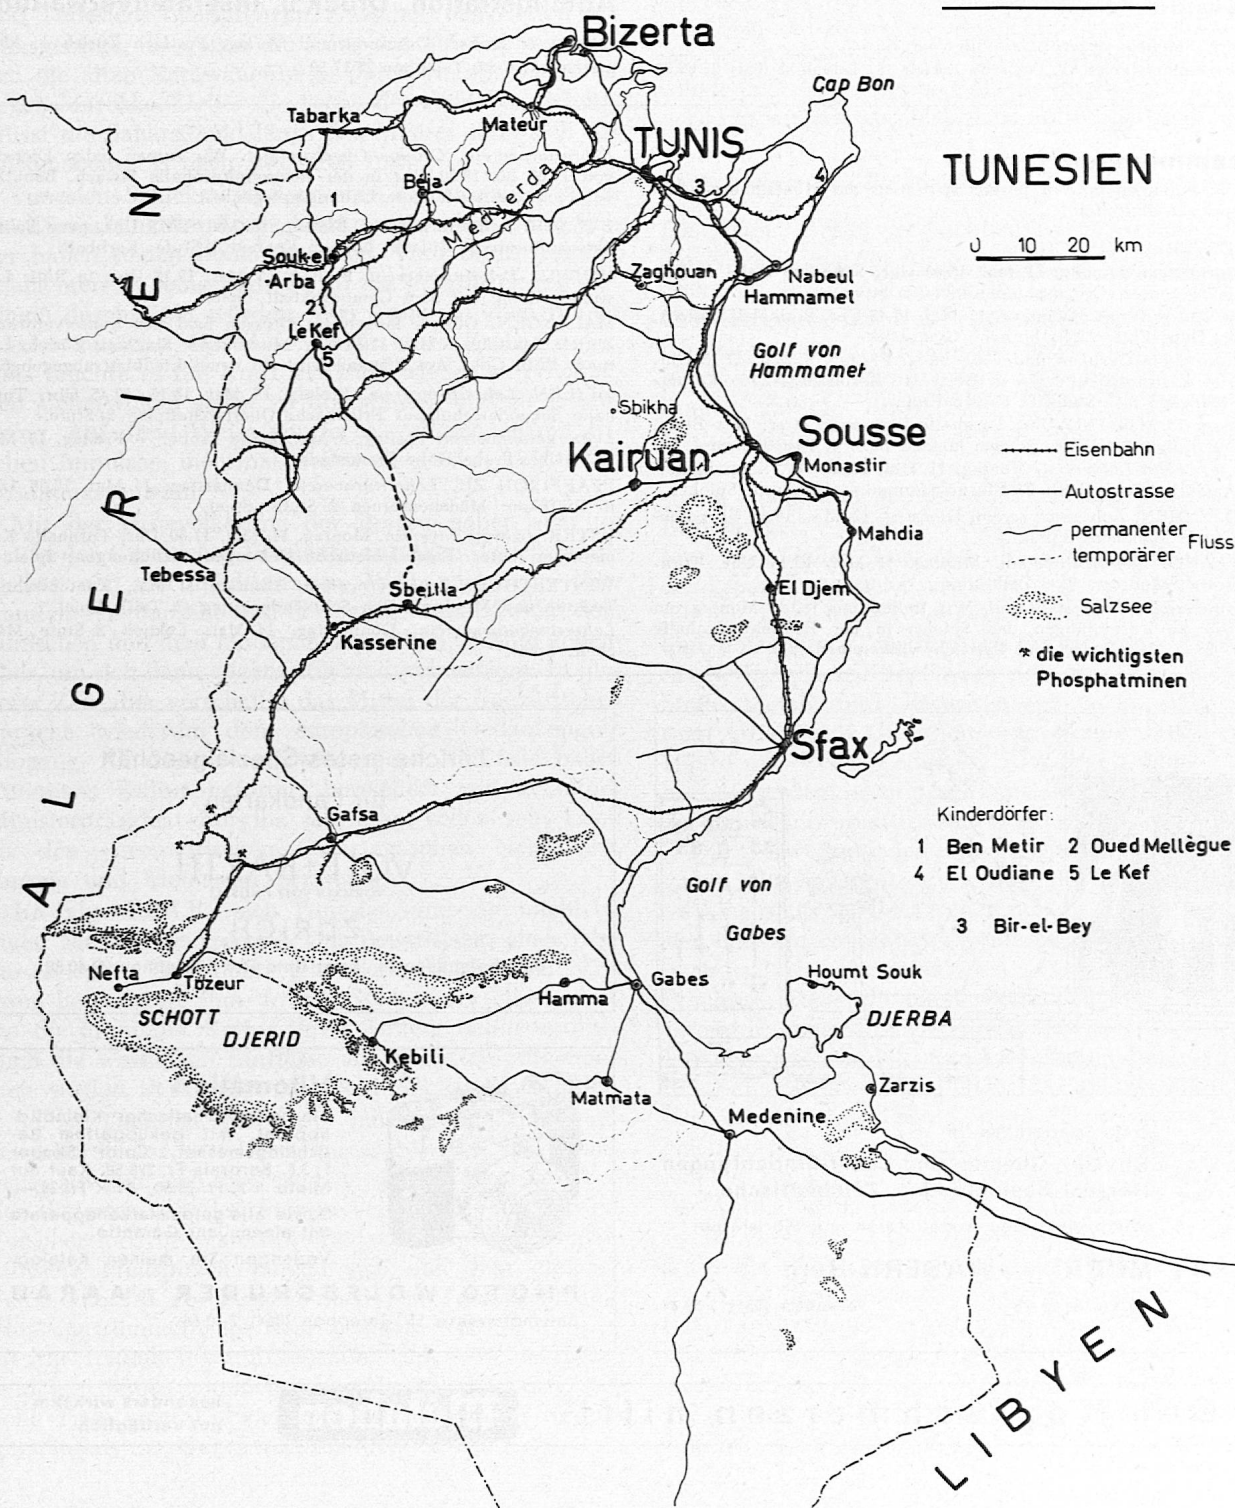 Bizerta
Cap Bon
Tabarka
Mateur
TUNIS
TUNESIEN
Béja
Medjerda
3
4
1
0 10 20 km
Souk el
Arba
Zaghouan
Nabeul
Hammamet
2
Le Kef
5
Golf von
Hammamet
Sbikha
Sousse
Kairuan
Monastir
Eisenbahn
Autostrasse
Mahdia
permanenter
temporärer
Fluss
Tebessa
Sbeitla
El Djem
Salzsee
Kasserine
die wichtigsten
Phosphatminen
ALGERIEN
Sfax
Gafsa
Kinderdörfer:
1 Ben Metir 2 Oued Mellègue
4 El Oudiane 5 Le Kef
3 Bir-el-Bey
Golf von
Gabes
Nefta
Tozeur
Hamma
Gabes
Houmt Souk
SCHOTT
DJERID
DJERBA
Kebili
Matmata
Zarzis
Medenine
LIBYEN